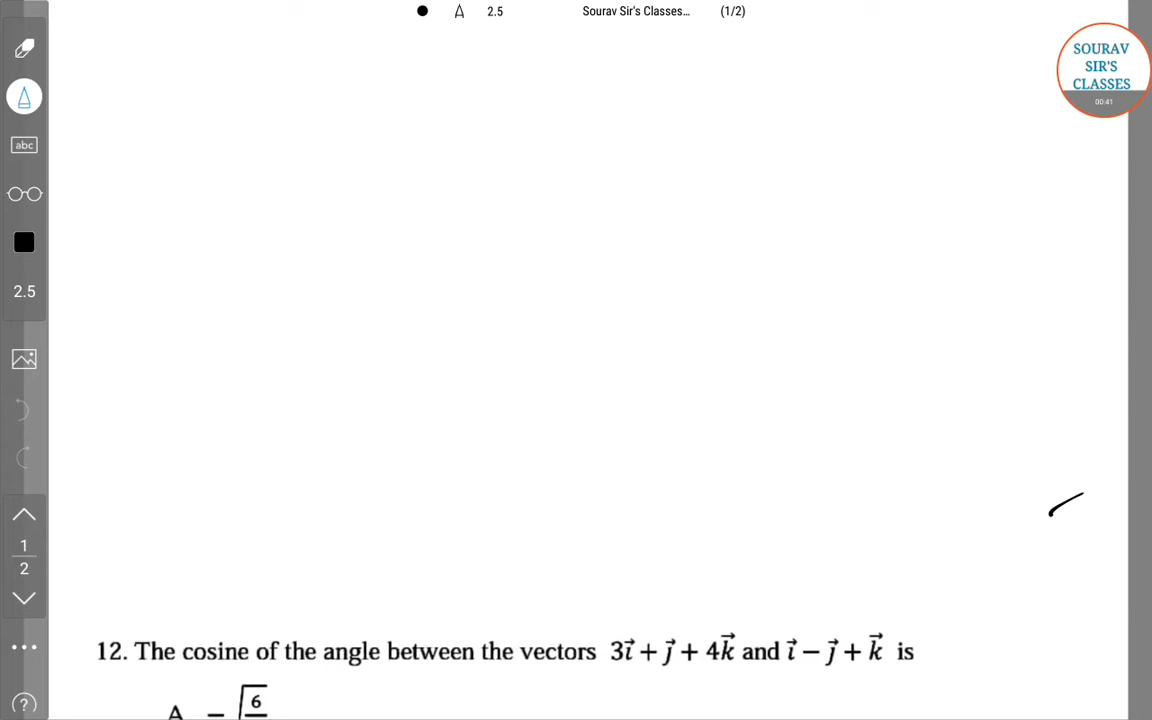 2.5 Sourav Sir's Classes... (1/2)
SOURAV
SIR'S
CLASSES
00:41
abc
2.5
1
2
?
12. The cosine of the angle between the vectors 3i⃗ + j⃗ + 4k⃗ and i⃗ − j⃗ + k⃗ is
A − √6